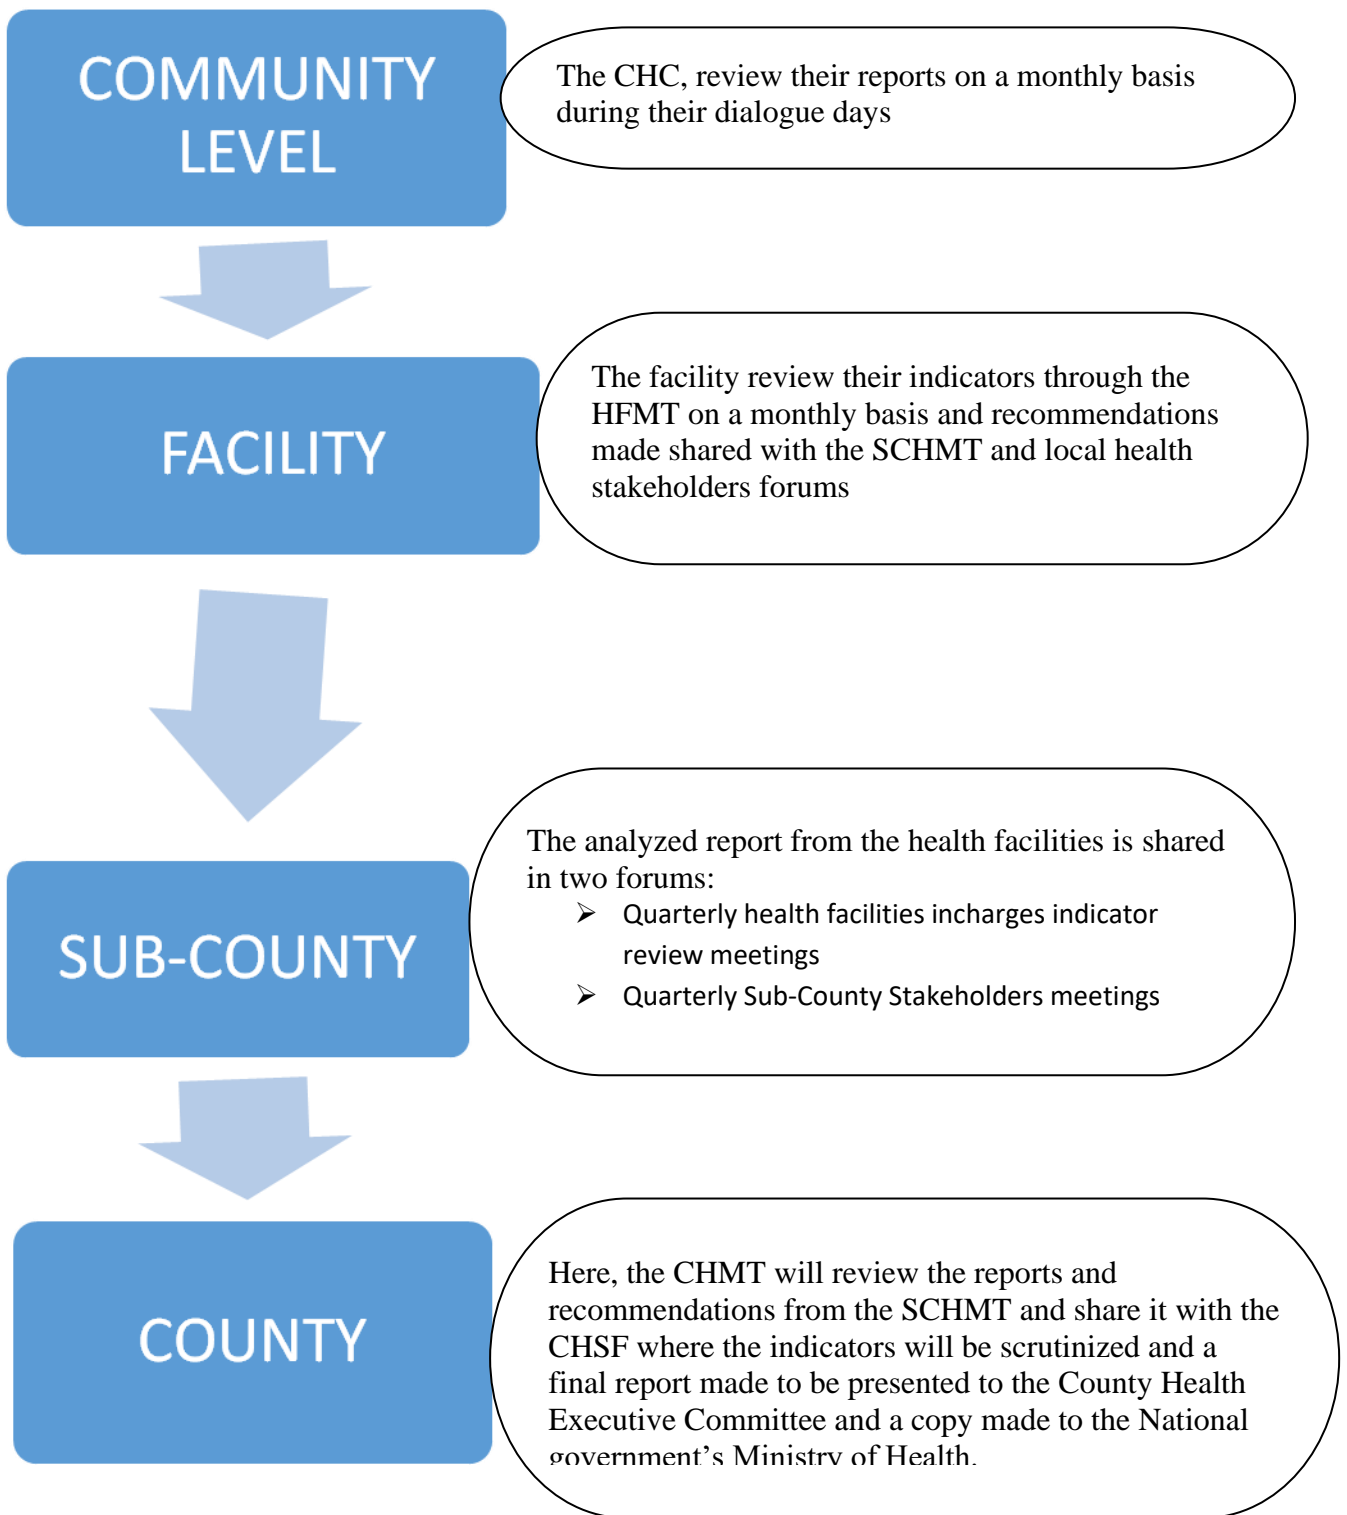 COMMUNITY
LEVEL
The CHC, review their reports on a monthly basis
during their dialogue days
FACILITY
The facility review their indicators through the
HFMT on a monthly basis and recommendations
made shared with the SCHMT and local health
stakeholders forums
SUB-COUNTY
The analyzed report from the health facilities is shared
in two forums:
➢ Quarterly health facilities incharges indicator
review meetings
➢ Quarterly Sub-County Stakeholders meetings
COUNTY
Here, the CHMT will review the reports and
recommendations from the SCHMT and share it with the
CHSF where the indicators will be scrutinized and a
final report made to be presented to the County Health
Executive Committee and a copy made to the National
government’s Ministry of Health.